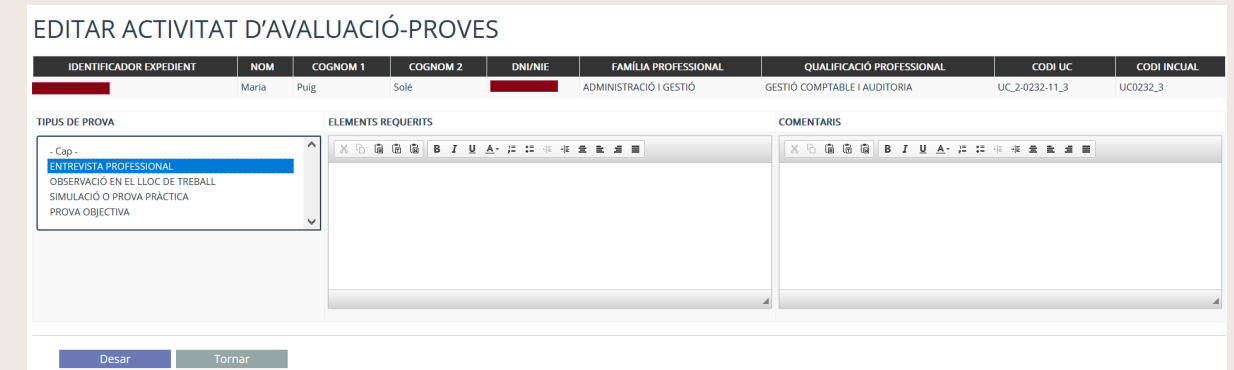 EDITAR ACTIVITAT D'AVALUACIÓ-PROVES
IDENTIFICADOR EXPEDIENT NOM COGNOM 1 COGNOM 2 DNI/NIE FAMÍLIA PROFESSIONAL QUALIFICACIÓ PROFESSIONAL CODI UC CODI INCUAL
Maria Puig Solé ADMINISTRACIÓ I GESTIÓ GESTIÓ COMPTABLE I AUDITORIA UC_2-0232-11_3 UC0232_3
TIPUS DE PROVA ELEMENTS REQUERITS COMENTARIS
- Cap -
ENTREVISTA PROFESSIONAL
OBSERVACIÓ EN EL LLOC DE TREBALL
SIMULACIÓ O PROVA PRÀCTICA
PROVA OBJECTIVA
B I U A B I U A
Desar Tornar